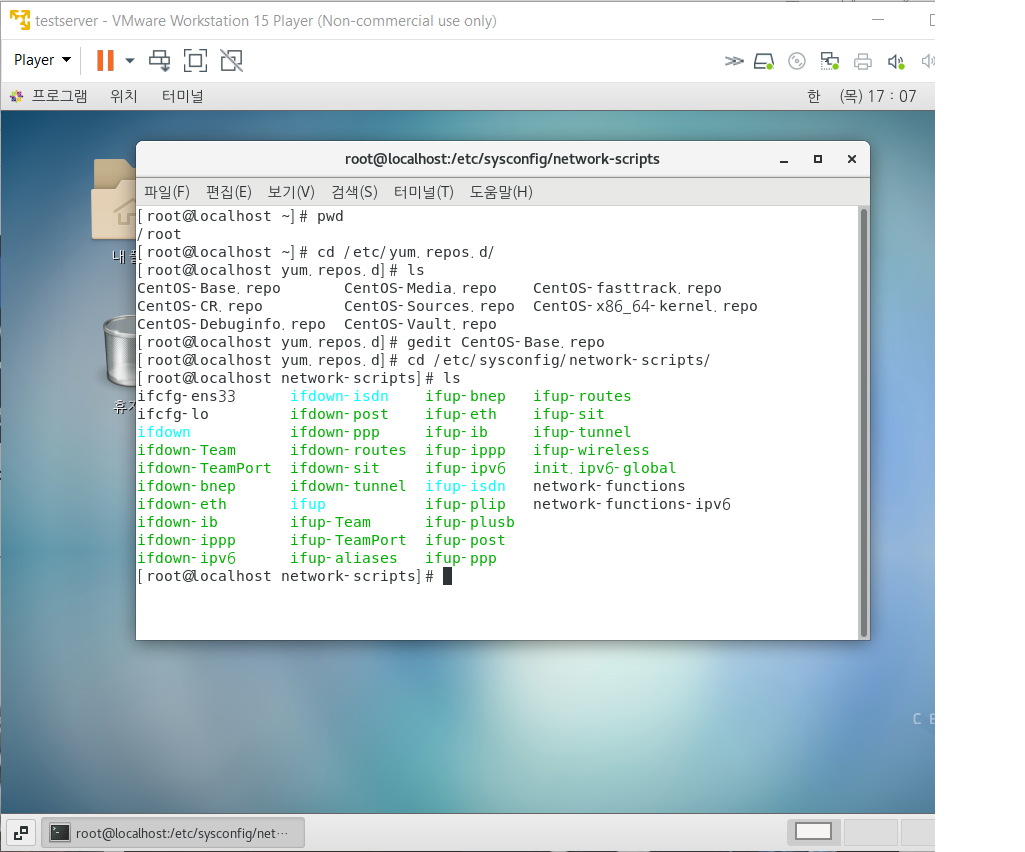 testserver - VMware Workstation 15 Player (Non-commercial use only)
Player
프로그램 위치 터미널 한 (목) 17 : 07
root@localhost:/etc/sysconfig/network-scripts
파일(F) 편집(E) 보기(V) 검색(S) 터미널(T) 도움말(H)
[root@localhost ~]# pwd
/root
[root@localhost ~]# cd /etc/yum.repos.d/
[root@localhost yum.repos.d]# ls
CentOS-Base.repo CentOS-Media.repo CentOS-fasttrack.repo
CentOS-CR.repo CentOS-Sources.repo CentOS-x86_64-kernel.repo
CentOS-Debuginfo.repo CentOS-Vault.repo
[root@localhost yum.repos.d]# gedit CentOS-Base.repo
[root@localhost yum.repos.d]# cd /etc/sysconfig/network-scripts/
[root@localhost network-scripts]# ls
ifcfg-ens33 ifdown-isdn ifup-bnep ifup-routes
ifcfg-lo ifdown-post ifup-eth ifup-sit
ifdown ifdown-ppp ifup-ib ifup-tunnel
ifdown-Team ifdown-routes ifup-ippp ifup-wireless
ifdown-TeamPort ifdown-sit ifup-ipv6 init.ipv6-global
ifdown-bnep ifdown-tunnel ifup-isdn network-functions
ifdown-eth ifup ifup-plip network-functions-ipv6
ifdown-ib ifup-Team ifup-plusb
ifdown-ippp ifup-TeamPort ifup-post
ifdown-ipv6 ifup-aliases ifup-ppp
[root@localhost network-scripts]#
내
root@localhost:/etc/sysconfig/net···